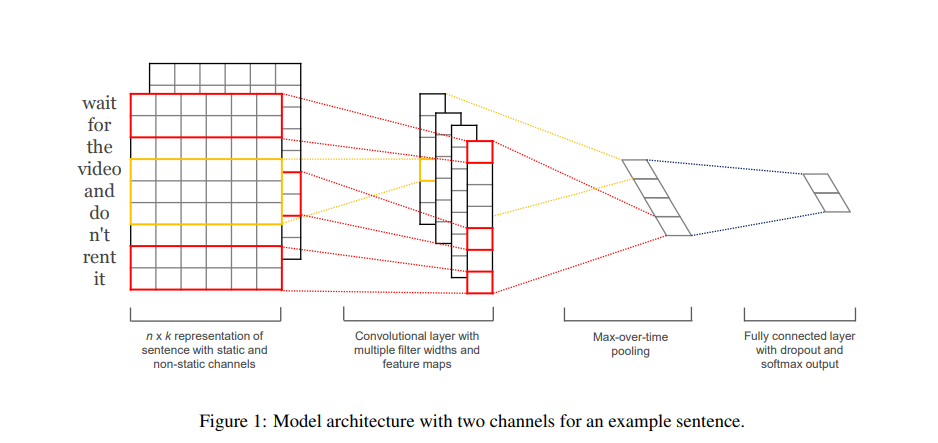 wait
for
the
video
and
do
n't
rent
it
n x k representation of
sentence with static and
non-static channels
Convolutional layer with
multiple filter widths and
feature maps
Max-over-time
pooling
Fully connected layer
with dropout and
softmax output
Figure 1: Model architecture with two channels for an example sentence.